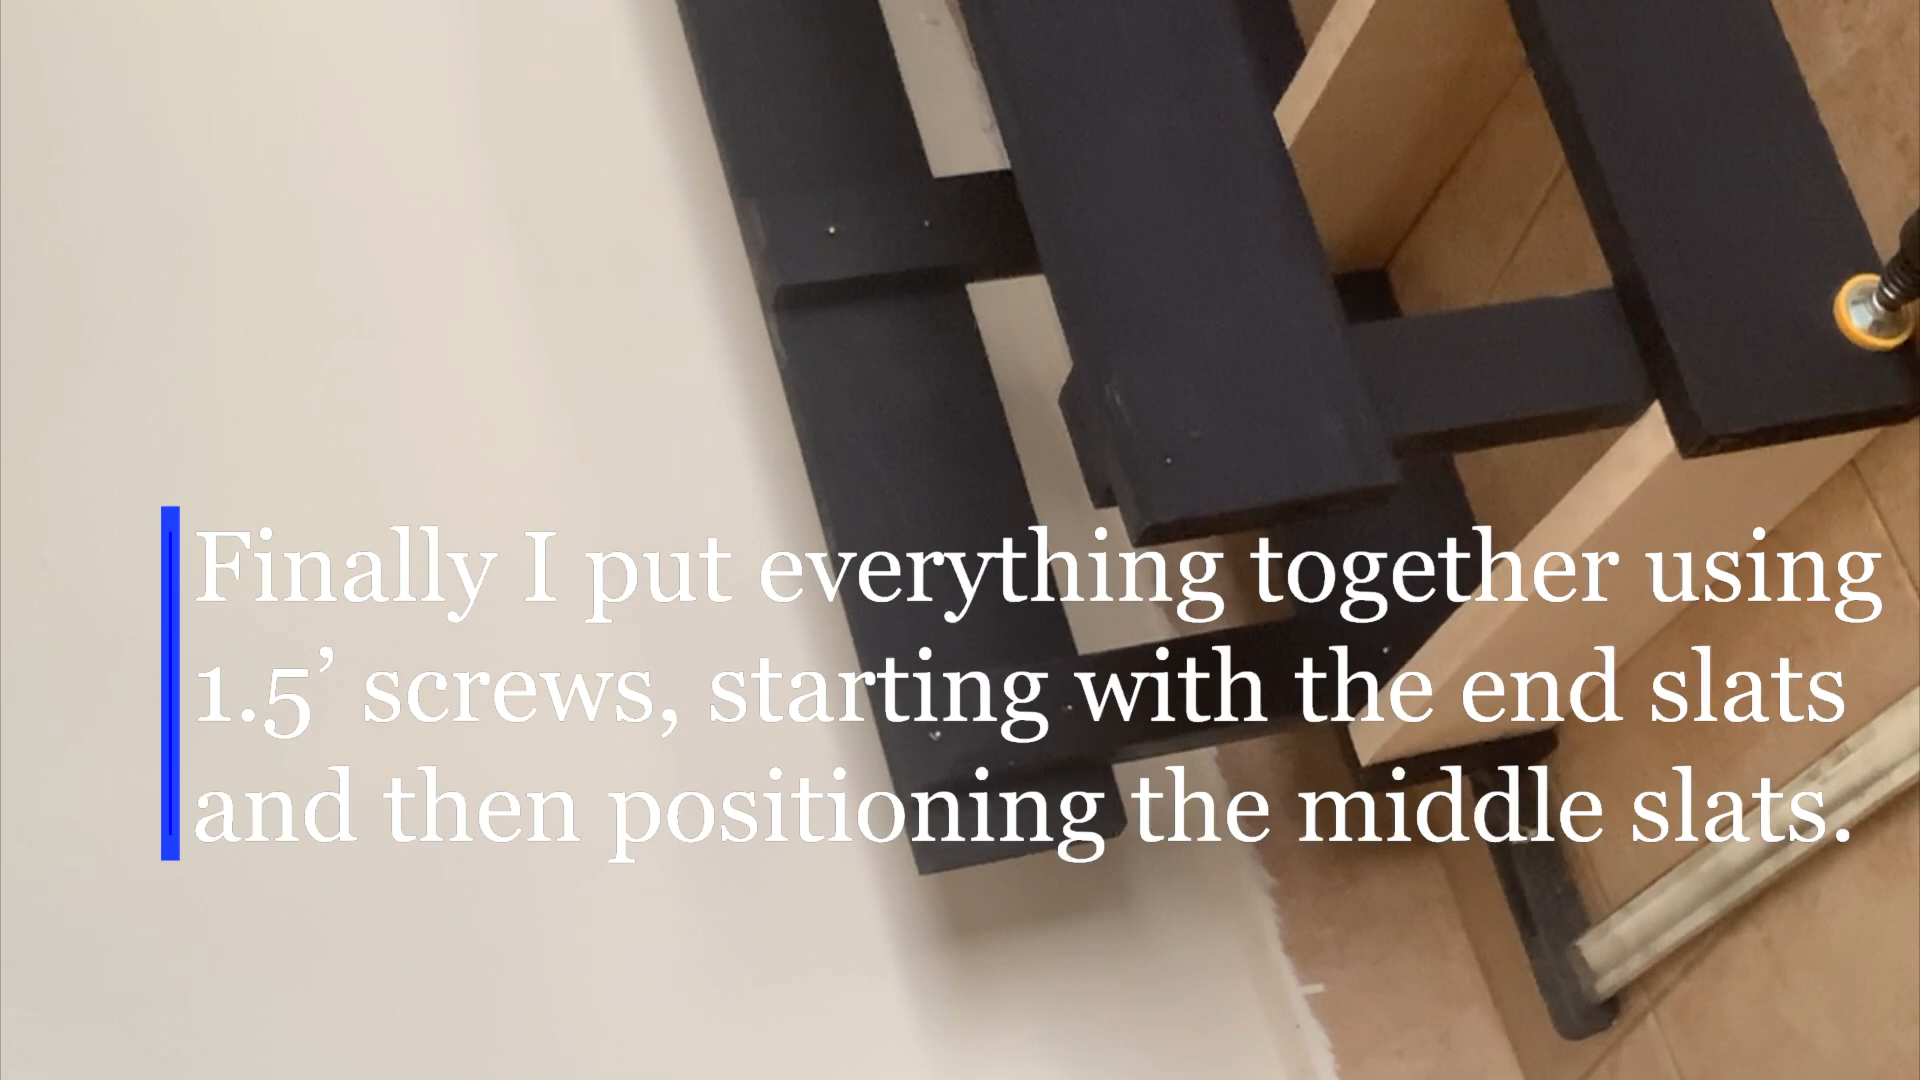 Finally I put everything together using
1.5’ screws, starting with the end slats
and then positioning the middle slats.